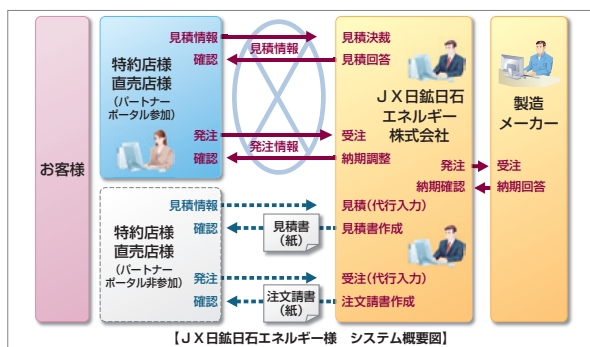 お客様
特約店様
直売店様
(パートナー
ポータル参加)
見積情報
確認
発注
確認
見積情報
発注情報
見積決裁
見積回答
JX日鉱日石
エネルギー
株式会社
受注
納期調整
発注
納期確認
製造
メーカー
受注
納期回答
特約店様
直売店様
(パートナー
ポータル非参加)
見積情報
確認
発注
確認
見積書
(紙)
注文請書
(紙)
見積(代行入力)
見積書作成
受注(代行入力)
注文請書作成
【JX日鉱日石エネルギー様 システム概要図】